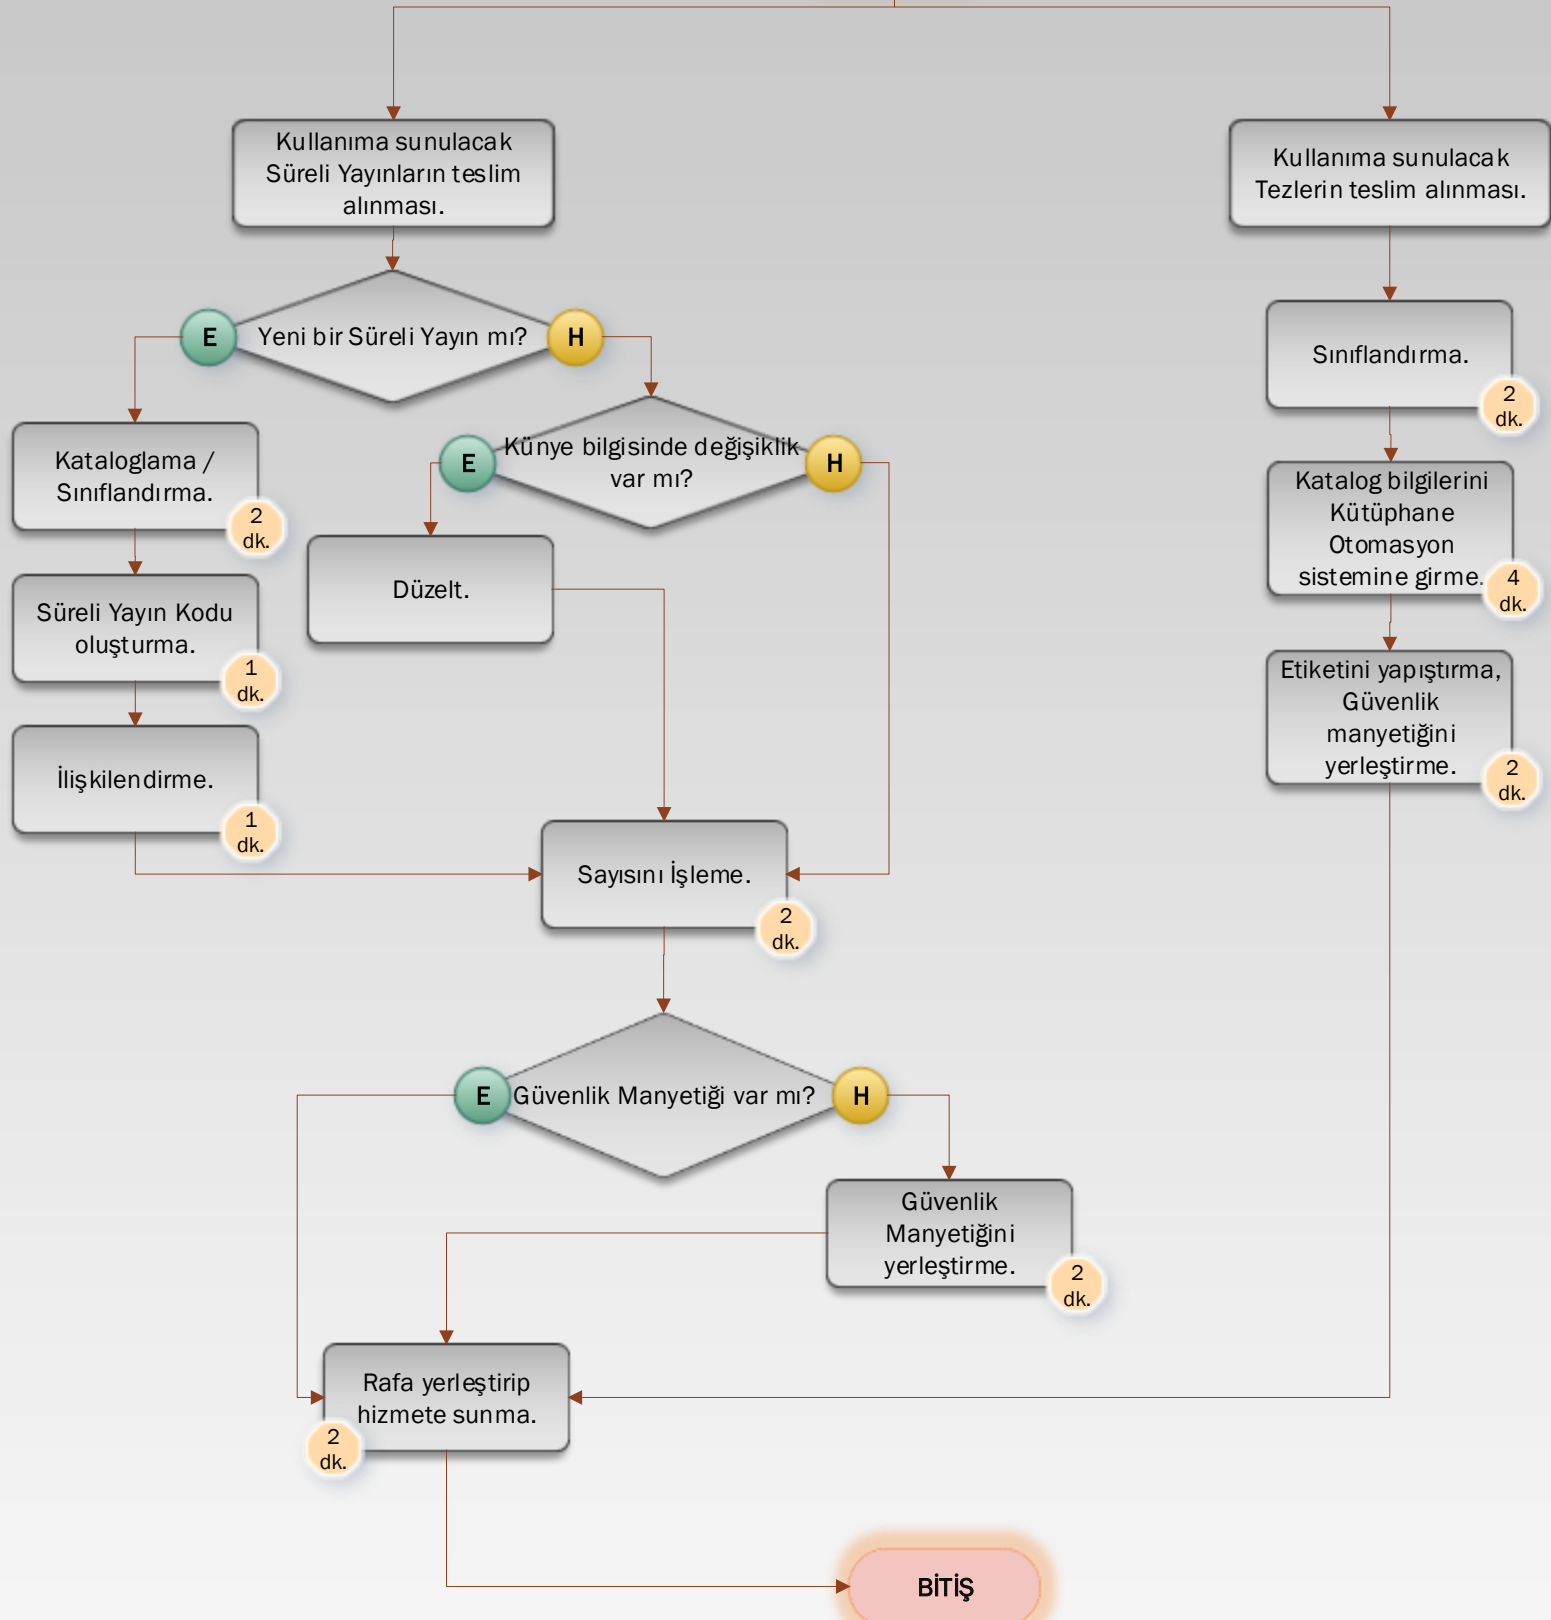 Kullanıma sunulacak
Süreli Yayınların teslim
alınması.
Kullanıma sunulacak
Tezlerin teslim alınması.
E
Yeni bir Süreli Yayın mı?
H
Sınıflandırma.
2
dk.
Kataloglama /
Sınıflandırma.
2
dk.
E
Künye bilgisinde değişiklik
var mı?
H
Katalog bilgilerini
Kütüphane
Otomasyon
sistemine girme.
4
dk.
Düzelt.
Süreli Yayın Kodu
oluşturma.
1
dk.
Etiketini yapıştırma,
Güvenlik
manyetiğini
yerleştirme.
2
dk.
İlişkilendirme.
1
dk.
Sayısını İşleme.
2
dk.
E
Güvenlik Manyetiği var mı?
H
Güvenlik
Manyetiğini
yerleştirme.
2
dk.
Rafa yerleştirip
hizmete sunma.
2
dk.
BİTİŞ